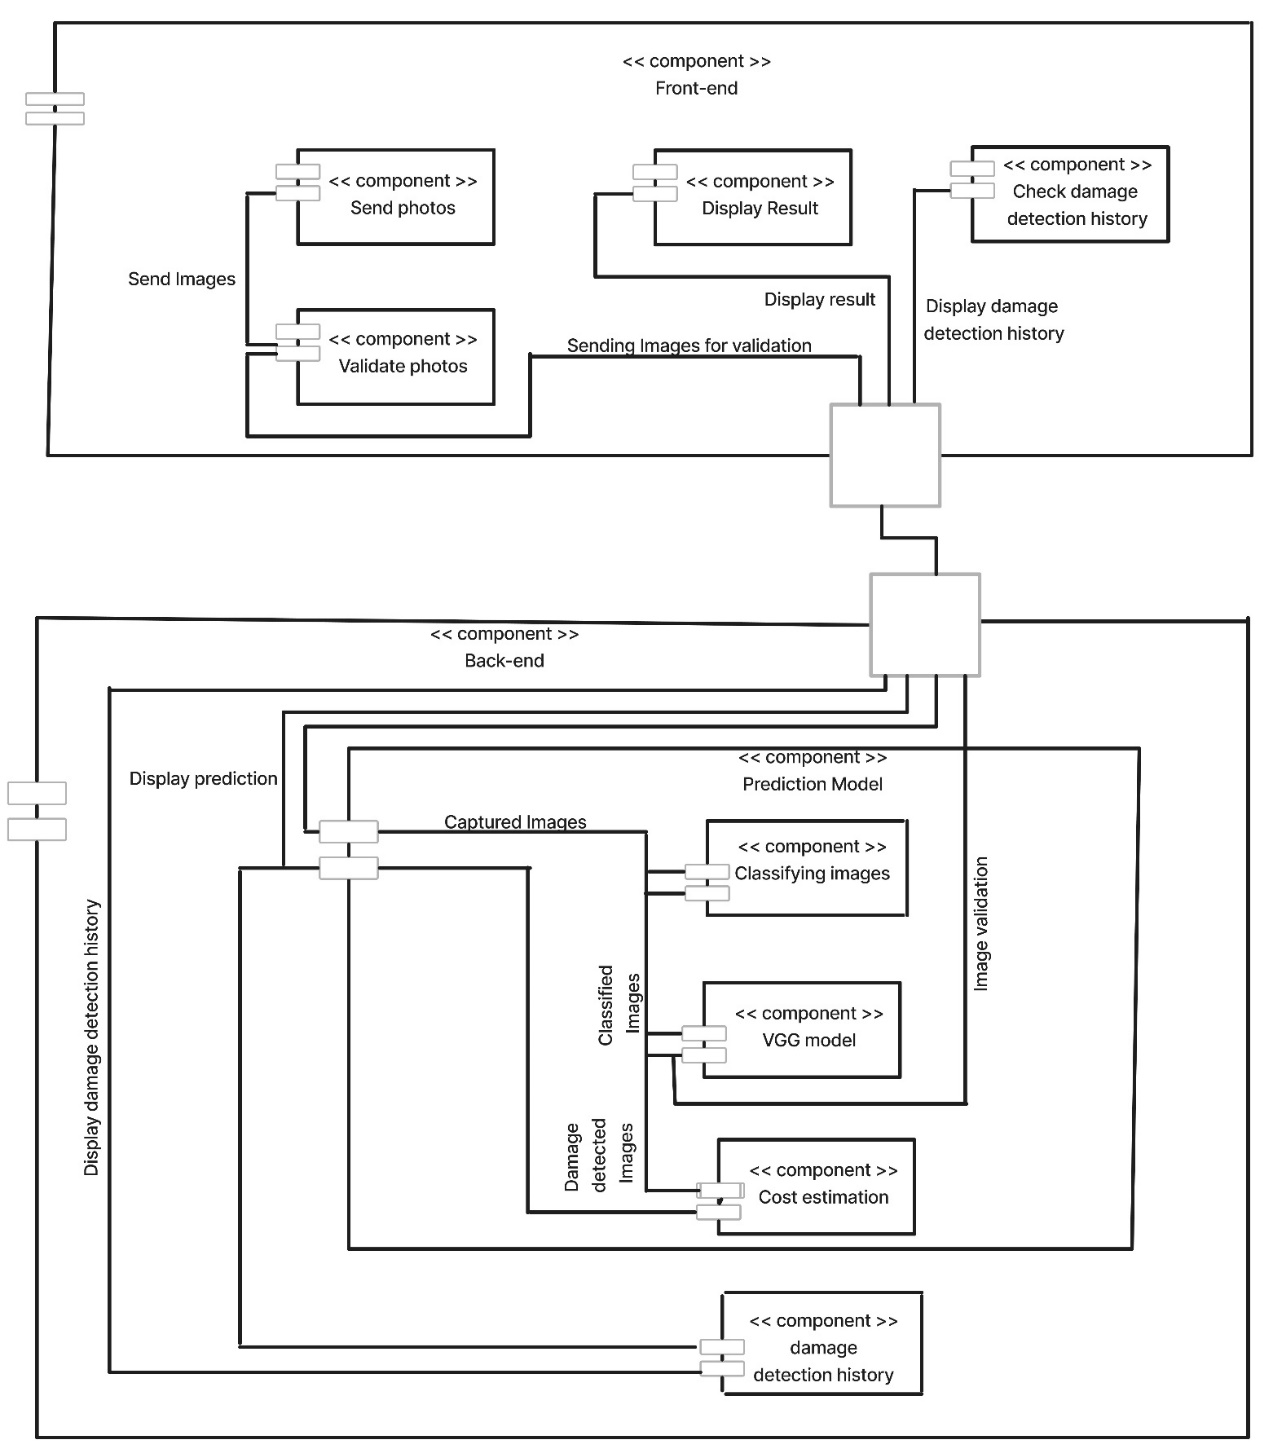 << component >>
Front-end
<< component >>
Send photos
<< component >>
Display Result
<< component >>
Check damage
detection history
Send Images
Display result
Display damage
detection history
<< component >>
Validate photos
Sending Images for validation
<< component >>
Back-end
Display prediction
<< component >>
Prediction Model
Captured Images
<< component >>
Classifying images
Image validation
Display damage detection history
Classified
Images
<< component >>
VGG model
Damage
detected
Images
<< component >>
Cost estimation
<< component >>
damage
detection history